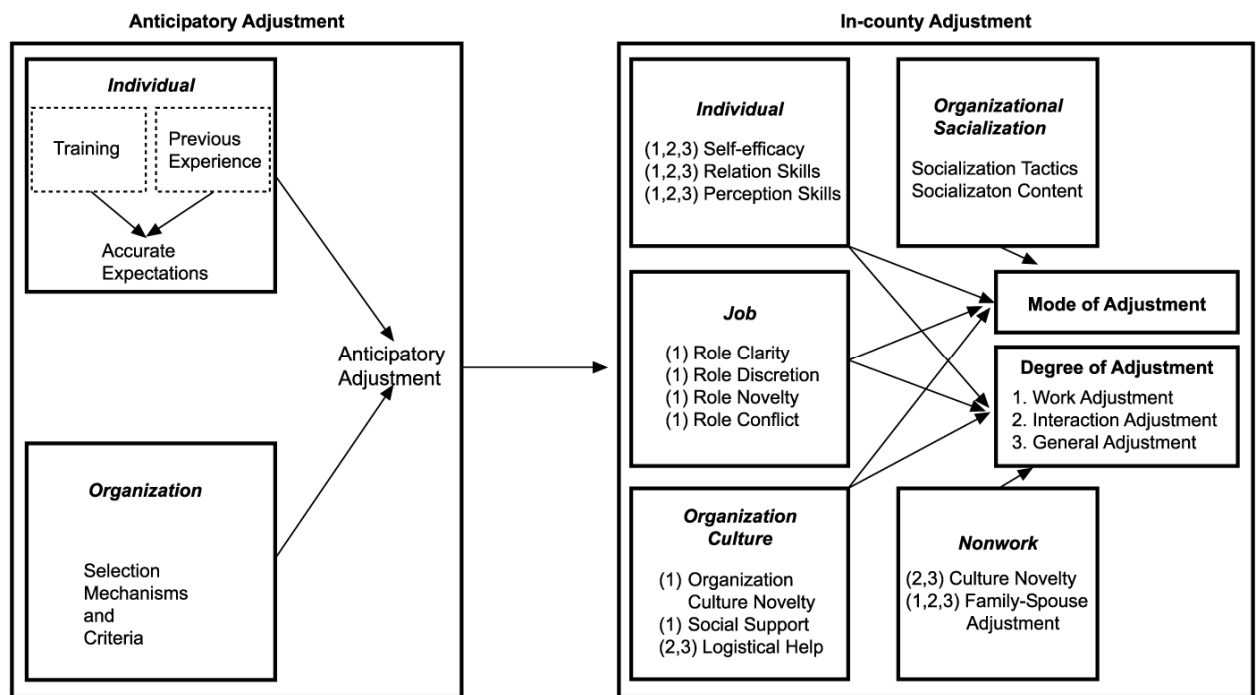 Anticipatory Adjustment
Individual
Training
Previous
Experience
Accurate
Expectations
Organization
Selection
Mechanisms
and
Criteria
Anticipatory
Adjustment
In-county Adjustment
Individual
(1,2,3) Self-efficacy
(1,2,3) Relation Skills
(1,2,3) Perception Skills
Organizational
Sacialization
Socialization Tactics
Socializaton Content
Job
(1) Role Clarity
(1) Role Discretion
(1) Role Novelty
(1) Role Conflict
Mode of Adjustment
Degree of Adjustment
1. Work Adjustment
2. Interaction Adjustment
3. General Adjustment
Organization
Culture
(1) Organization
Culture Novelty
(1) Social Support
(2,3) Logistical Help
Nonwork
(2,3) Culture Novelty
(1,2,3) Family-Spouse
Adjustment